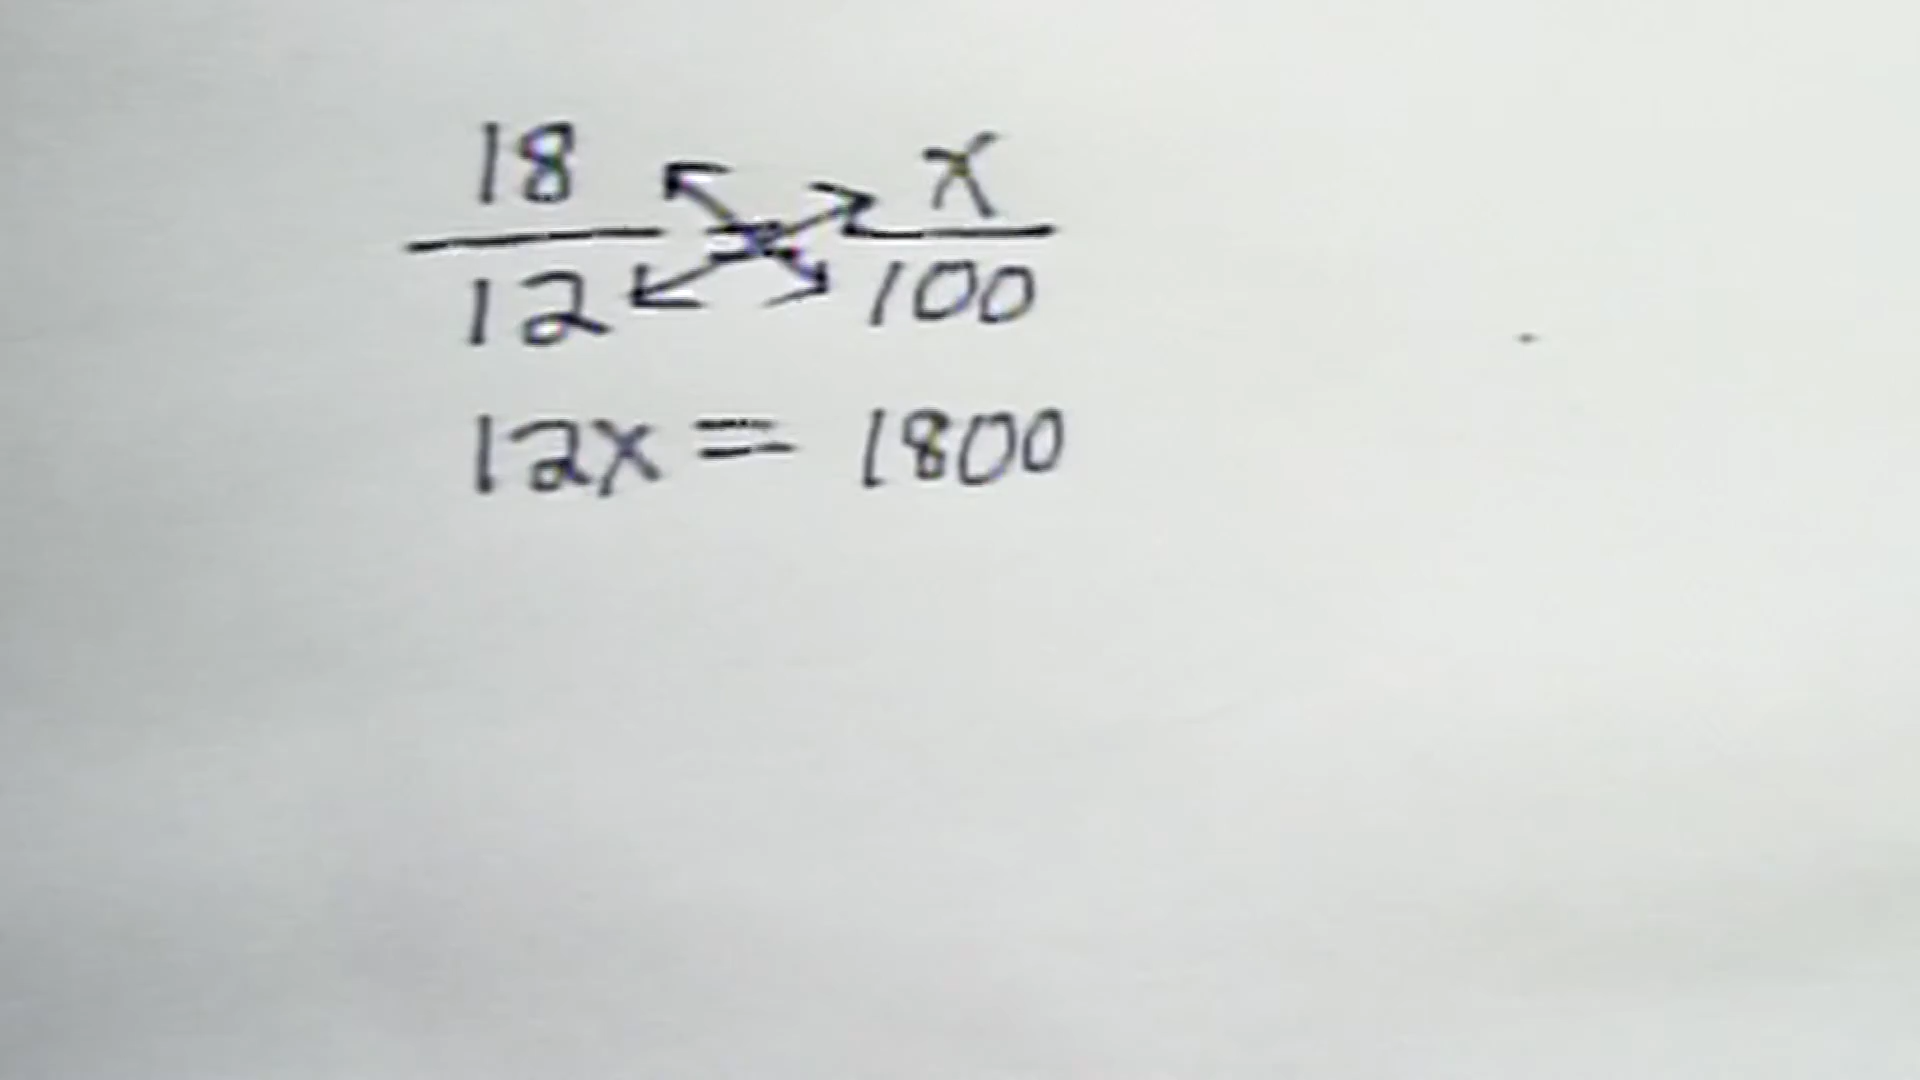 18/12 = x/100
12x = 1800